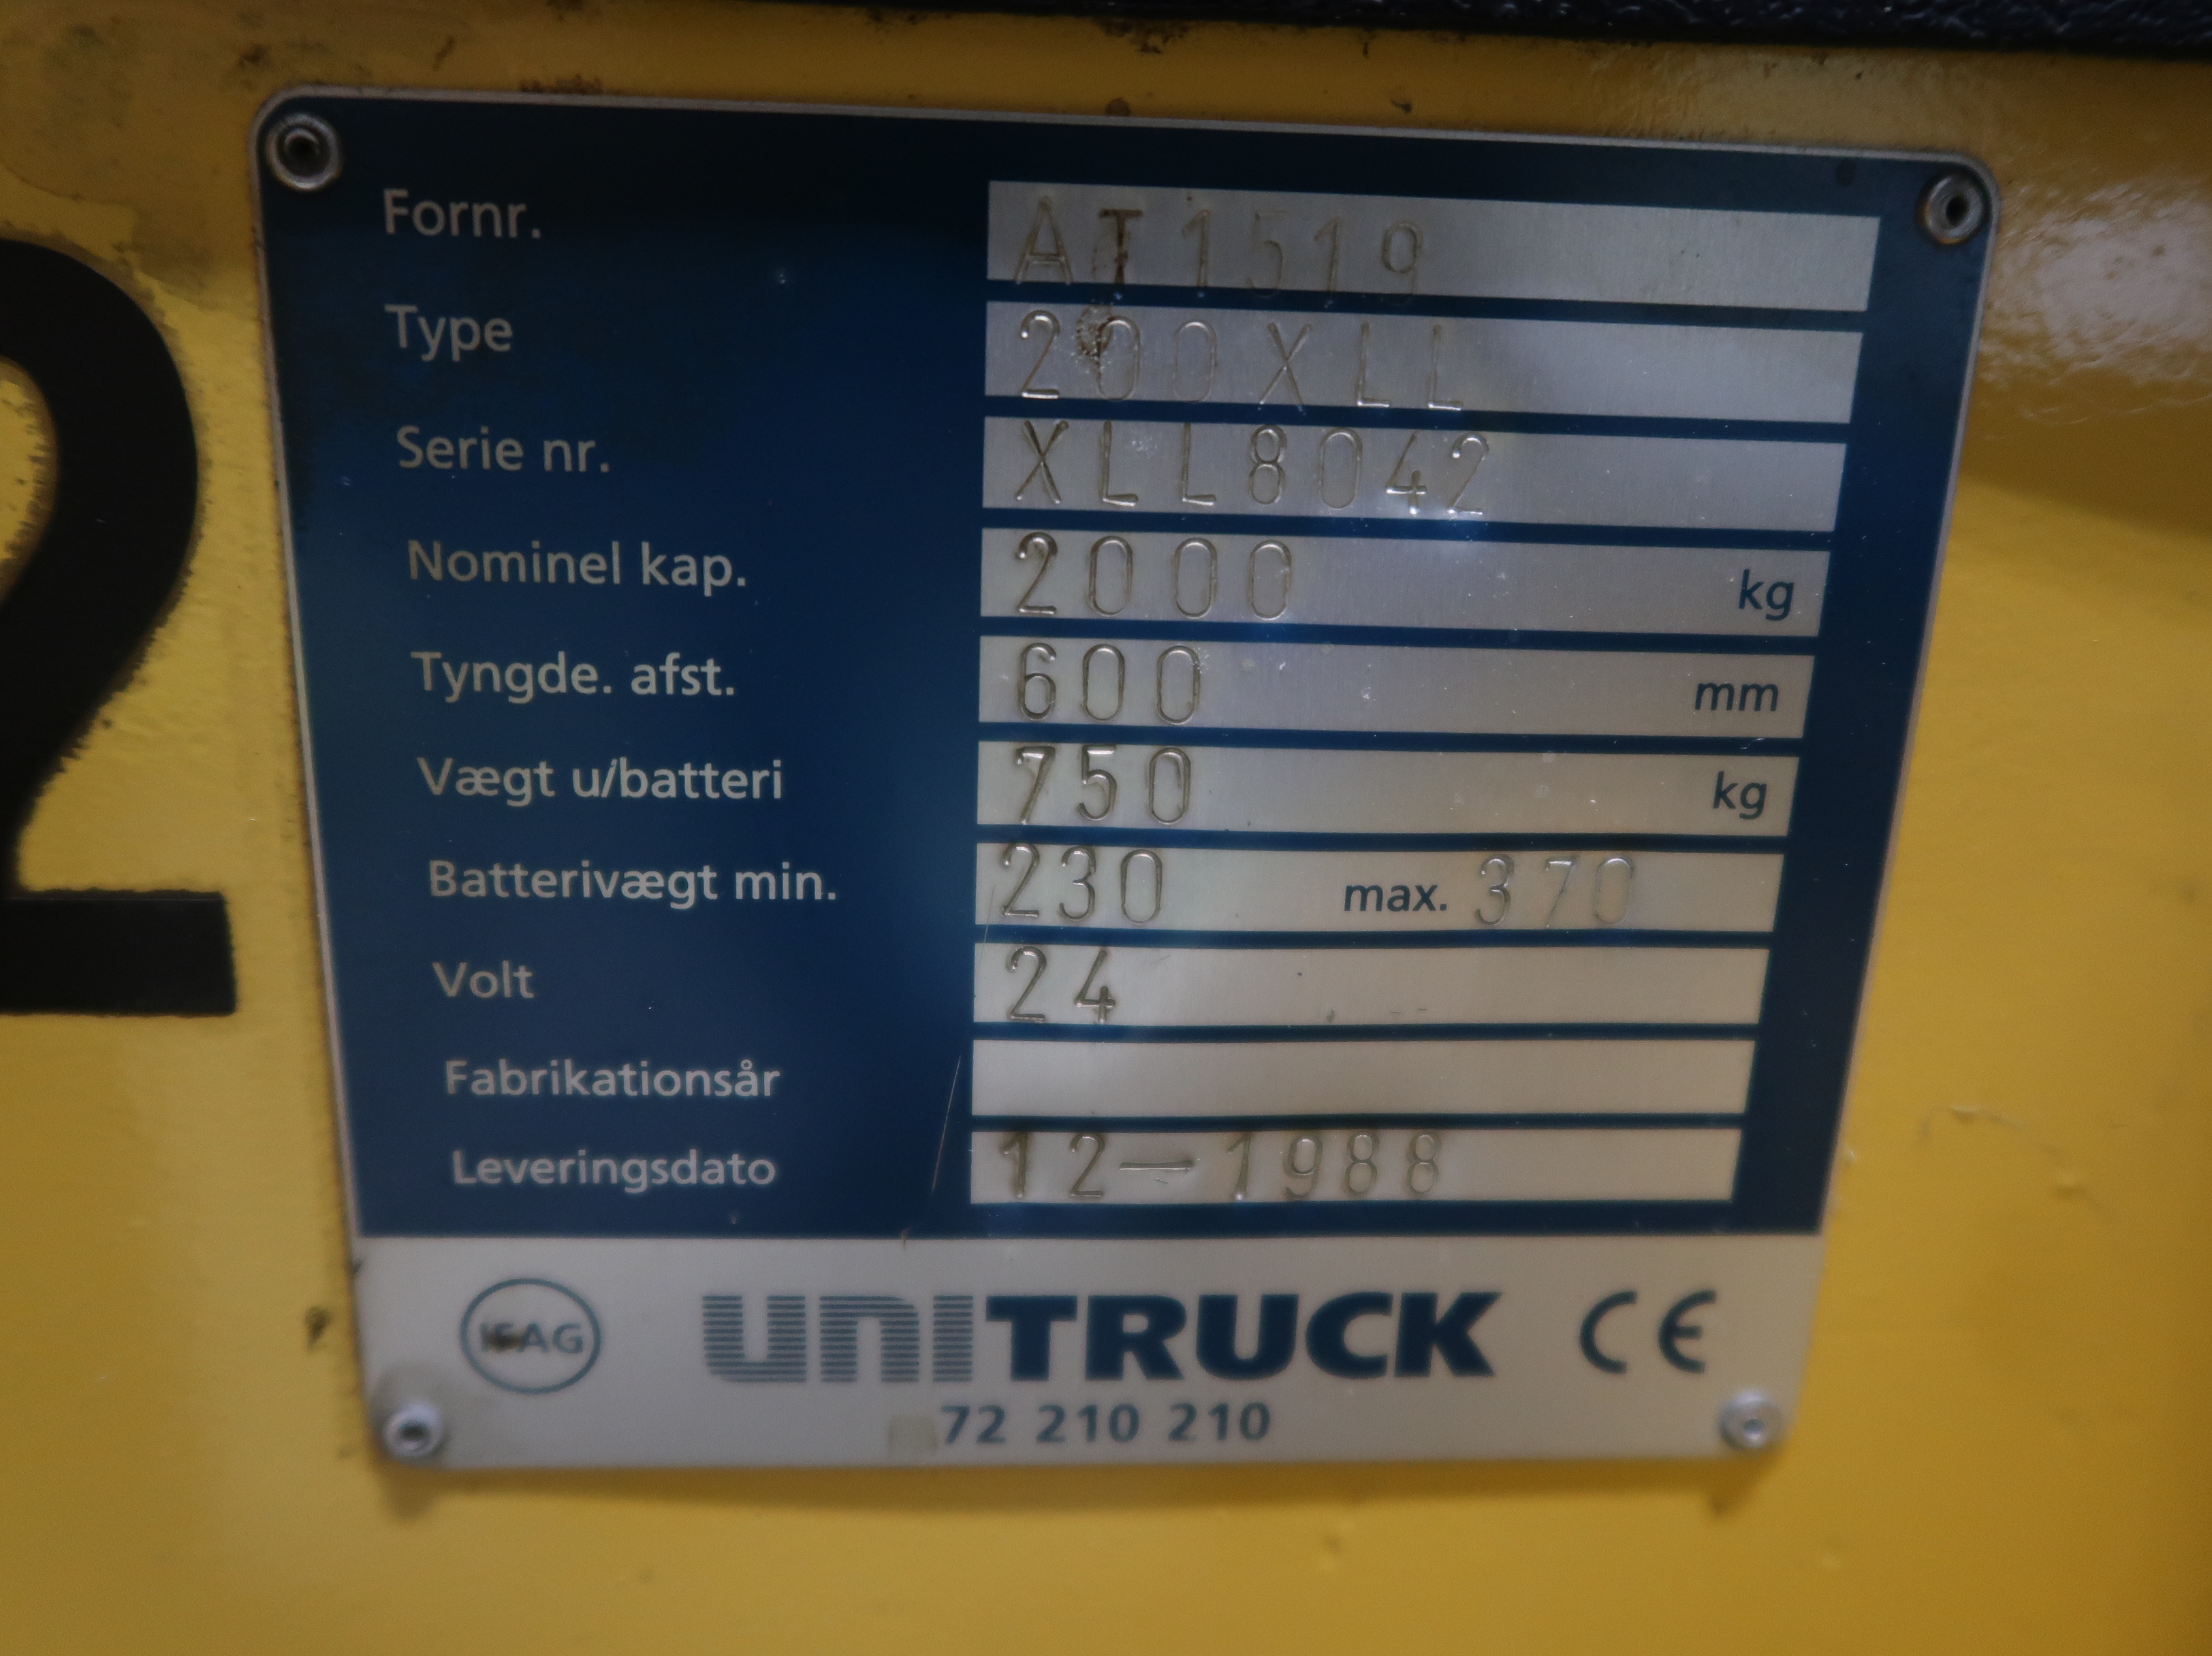 2
Fornr. AT1519
Type 200XLL
Serie nr. XLL8042
Nominel kap. 2000 kg
Tyngde. afst. 600 mm
Vægt u/batteri 750 kg
Batterivægt min. 230 max. 370
Volt 24
Fabrikationsår
Leveringsdato 12-1988
IFAG UNITRUCK CE
72 210 210